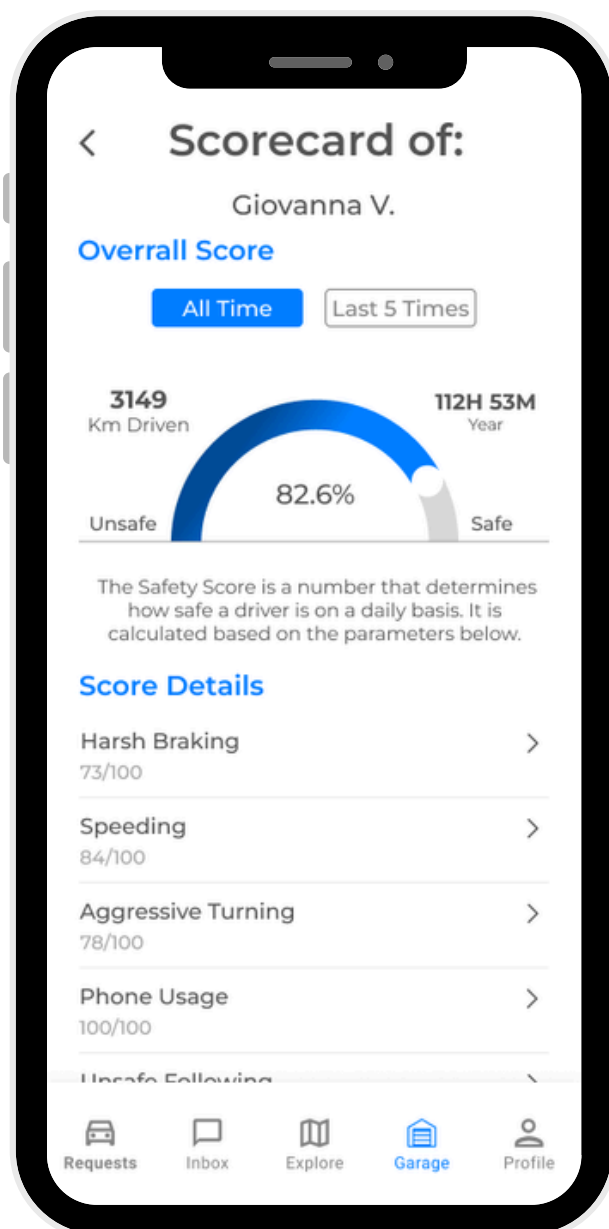 Scorecard of:
Giovanna V.
Overrall Score
All Time
Last 5 Times
3149
Km Driven
112H 53M
Year
82.6%
Unsafe
Safe
The Safety Score is a number that determines
how safe a driver is on a daily basis. It is
calculated based on the parameters below.
Score Details
Harsh Braking
73/100
Speeding
84/100
Aggressive Turning
78/100
Phone Usage
100/100
Unsafe Following
Requests
Inbox
Explore
Garage
Profile